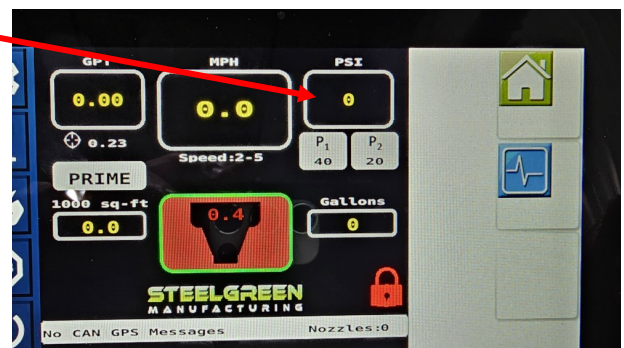 GPT MPH PSI
0.00 0.0 0
0.23 Speed:2-5 P1 40 P2 20
PRIME
1000 sq-ft 0.4 Gallons
0.0 0
STEELGREEN
MANUFACTURING
No CAN GPS Messages Nozzles:0